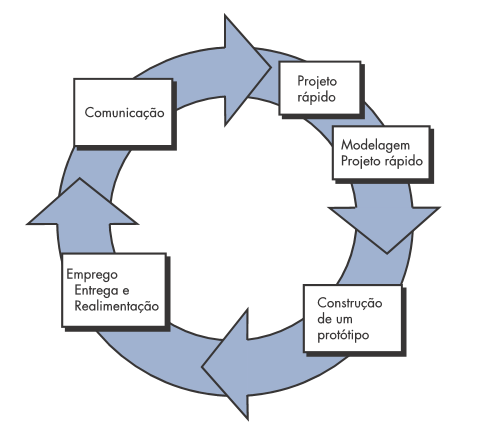 Comunicação
Projeto
rápido
Modelagem
Projeto rápido
Construção
de um
protótipo
Emprego
Entrega e
Realimentação